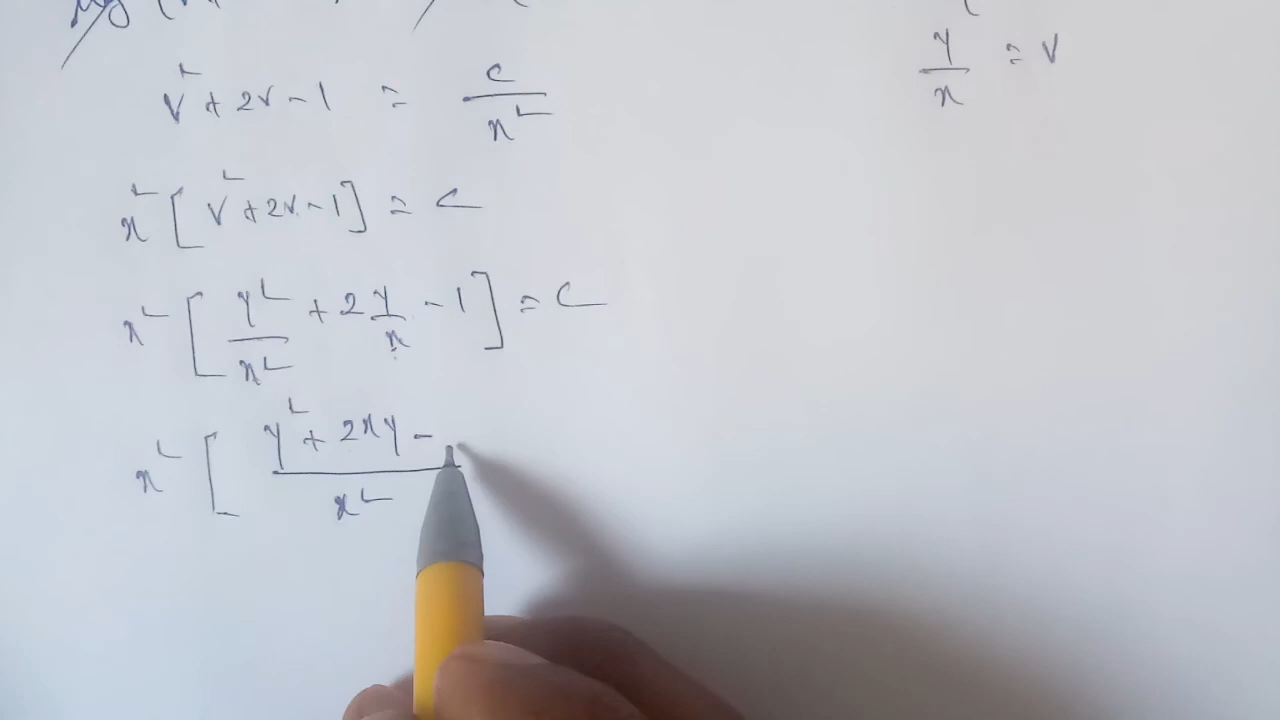 y/x = v
v² + 2v - 1 = c/x²
x² [ v² + 2v - 1 ] = c
x² [ y²/x² + 2 y/x - 1 ] = c
x² [ y² + 2xy - / x²